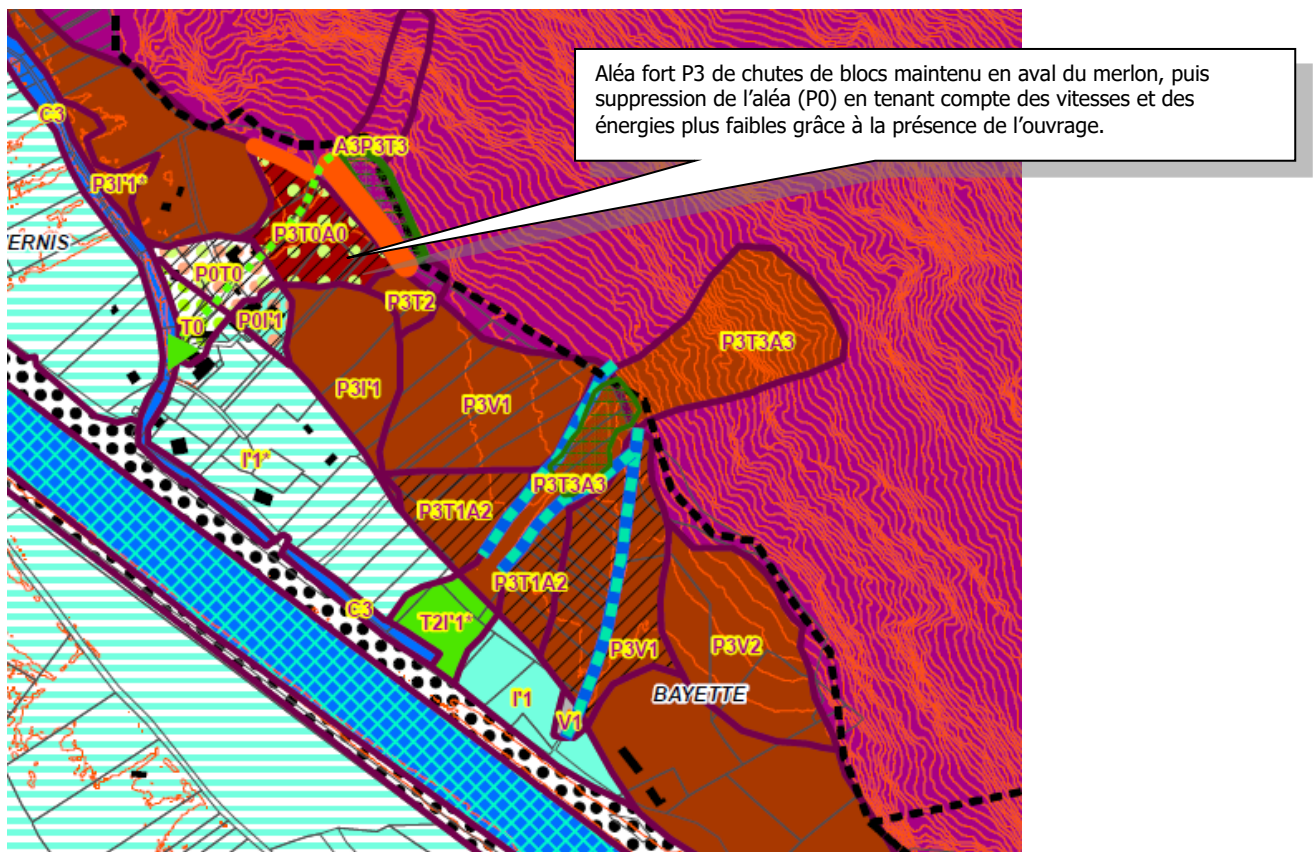 Aléa fort P3 de chutes de blocs maintenu en aval du merlon, puis
suppression de l'aléa (P0) en tenant compte des vitesses et des
énergies plus faibles grâce à la présence de l'ouvrage.
C3
A3P3T3
P3I'1*
ERNIS
P3T0A0
P0T0
P3T2
T0
P0I'1
P3T3A3
P3I'1
P3V1
I'1*
P3T3A3
P3T1A2
P3T1A2
C3
T2I'1*
P3V1
P3V2
I'1
BAYETTE
V1